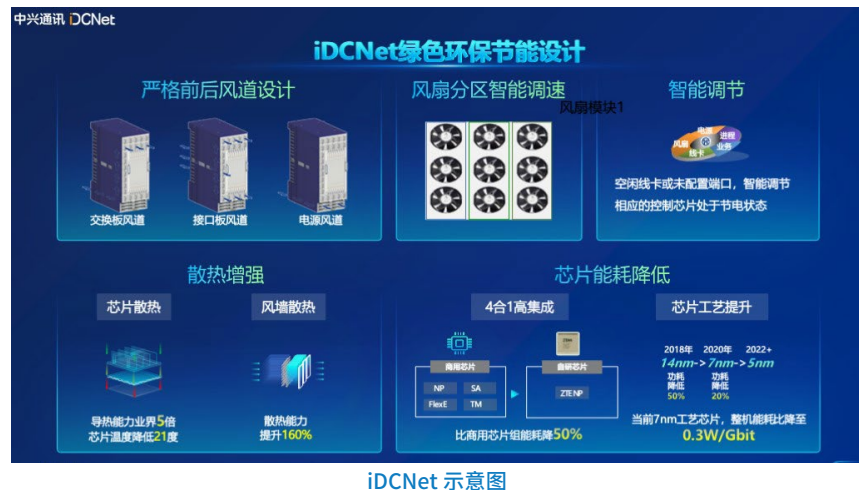 中兴通讯 iDCNet
iDCNet绿色环保节能设计
严格前后风道设计
交换板风道
接口板风道
电源风道
风扇分区智能调速
风扇模块1
智能调节
电源
进程
风扇
业务
线卡
空闲线卡或未配置端口，智能调节
相应的控制芯片处于节电状态
散热增强
芯片散热
导热能力业界5倍
芯片温度降低21度
风墙散热
散热能力
提升160%
芯片能耗降低
4合1高集成
商用芯片
NP
SA
FlexE
TM
自研芯片
ZTE NP
比商用芯片组能耗降50%
芯片工艺提升
2018年 2020年 2022+
14nm->7nm->5nm
功耗
降低
50%
功耗
降低
20%
当前7nm工艺芯片，整机能耗比降至
0.3W/Gbit
iDCNet 示意图